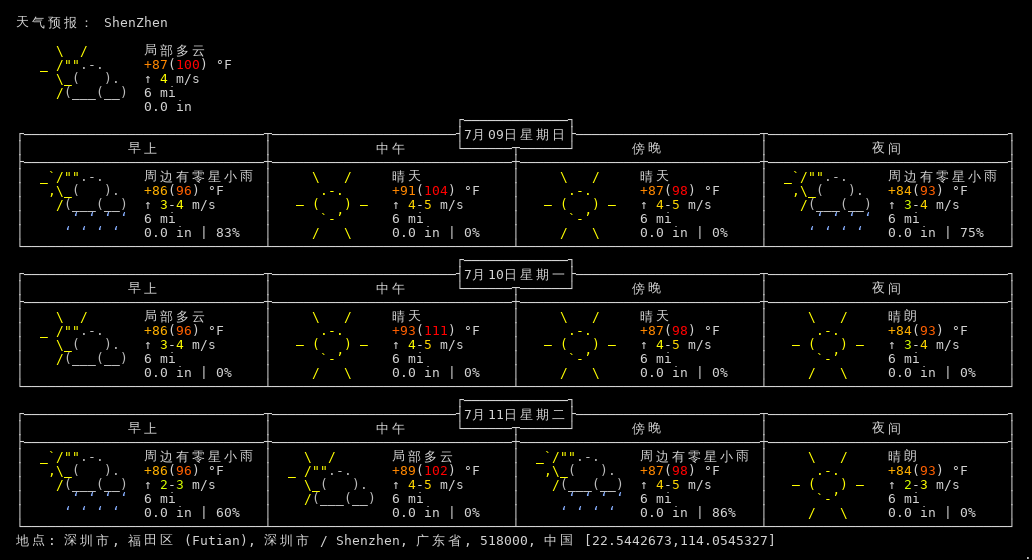 天气预报： ShenZhen
局部多云
+87(100) °F
↑ 4 m/s
6 mi
0.0 in
7月09日星期日
早上 中午 傍晚 夜间
周边有零星小雨 晴天 晴天 周边有零星小雨
+86(96) °F +91(104) °F +87(98) °F +84(93) °F
↑ 3-4 m/s ↑ 4-5 m/s ↑ 4-5 m/s ↑ 3-4 m/s
6 mi 6 mi 6 mi 6 mi
0.0 in | 83% 0.0 in | 0% 0.0 in | 0% 0.0 in | 75%
7月10日星期一
早上 中午 傍晚 夜间
局部多云 晴天 晴天 晴朗
+86(96) °F +93(111) °F +87(98) °F +84(93) °F
↑ 3-4 m/s ↑ 4-5 m/s ↑ 4-5 m/s ↑ 3-4 m/s
6 mi 6 mi 6 mi 6 mi
0.0 in | 0% 0.0 in | 0% 0.0 in | 0% 0.0 in | 0%
7月11日星期二
早上 中午 傍晚 夜间
周边有零星小雨 局部多云 周边有零星小雨 晴朗
+86(96) °F +89(102) °F +87(98) °F +84(93) °F
↑ 2-3 m/s ↑ 4-5 m/s ↑ 4-5 m/s ↑ 2-3 m/s
6 mi 6 mi 6 mi 6 mi
0.0 in | 60% 0.0 in | 0% 0.0 in | 86% 0.0 in | 0%
地点: 深圳市, 福田区 (Futian), 深圳市 / Shenzhen, 广东省, 518000, 中国 [22.5442673,114.0545327]